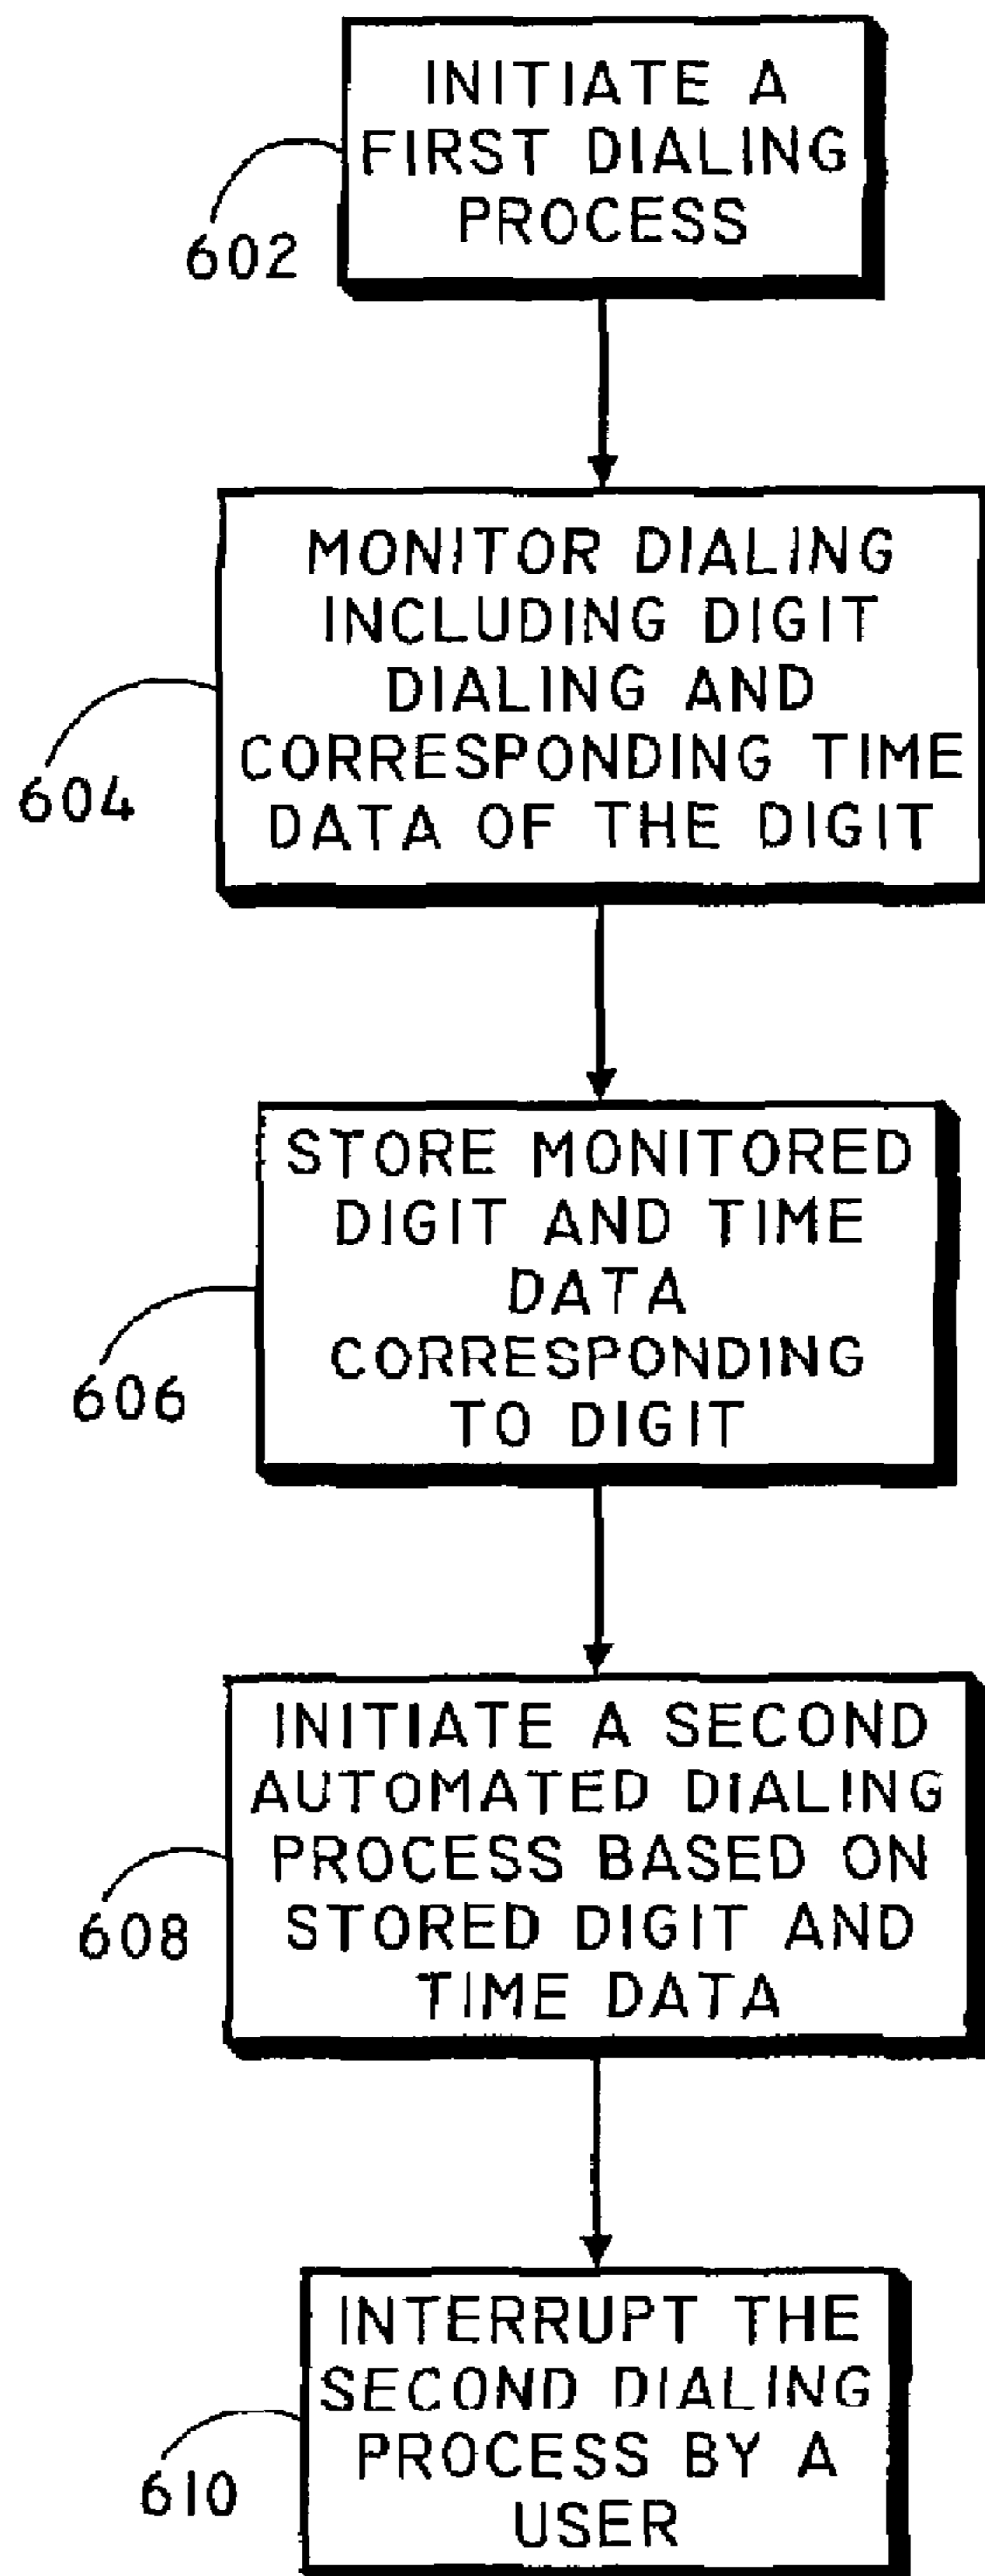 INITIATE A
FIRST DIALING
PROCESS
602
MONITOR DIALING
INCLUDING DIGIT
DIALING AND
CORRESPONDING TIME
DATA OF THE DIGIT
604
STORE MONITORED
DIGIT AND TIME
DATA
CORRESPONDING
TO DIGIT
606
INITIATE A SECOND
AUTOMATED DIALING
PROCESS BASED ON
STORED DIGIT AND
TIME DATA
608
INTERRUPT THE
SECOND DIALING
PROCESS BY A
USER
610